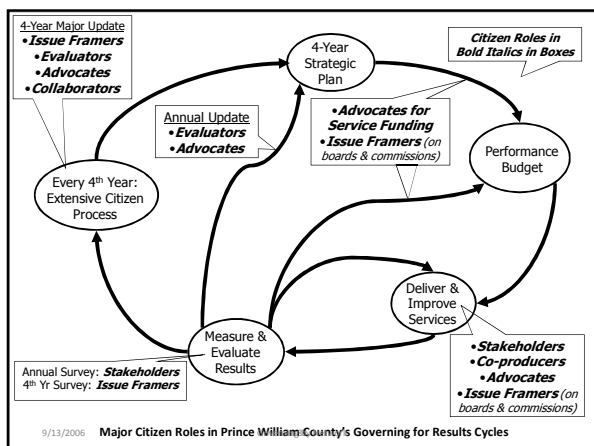 4-Year Major Update
•Issue Framers
•Evaluators
•Advocates
•Collaborators
4-Year
Strategic
Plan
Citizen Roles in
Bold Italics in Boxes
Annual Update
•Evaluators
•Advocates
•Advocates for
Service Funding
•Issue Framers (on
boards & commissions)
Performance
Budget
Every 4th Year:
Extensive Citizen
Process
Deliver &
Improve
Services
Measure &
Evaluate
Results
Annual Survey: Stakeholders
4th Yr Survey: Issue Framers
•Stakeholders
•Co-producers
•Advocates
•Issue Framers (on
boards & commissions)
9/13/2006 Major Citizen Roles in Prince William County's Governing for Results Cycles